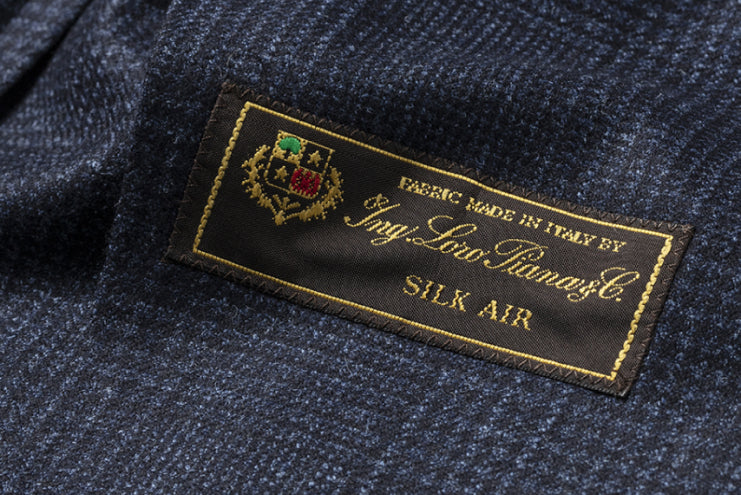 FABRIC MADE IN ITALY BY
Ing. Loro Piana & C.
SILK AIR